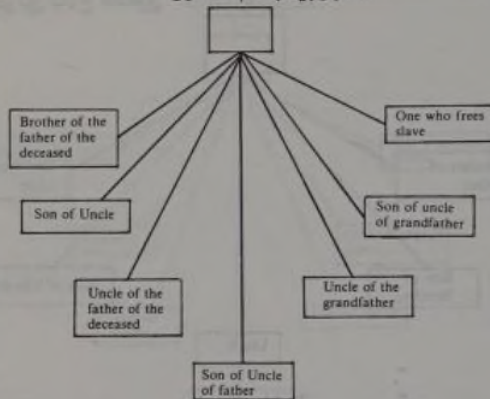 Brother of the
father of the
deceased
One who frees
slave
Son of Uncle
Son of uncle
of grandfather
Uncle of the
father of the
deceased
Uncle of the
grandfather
Son of Uncle
of father